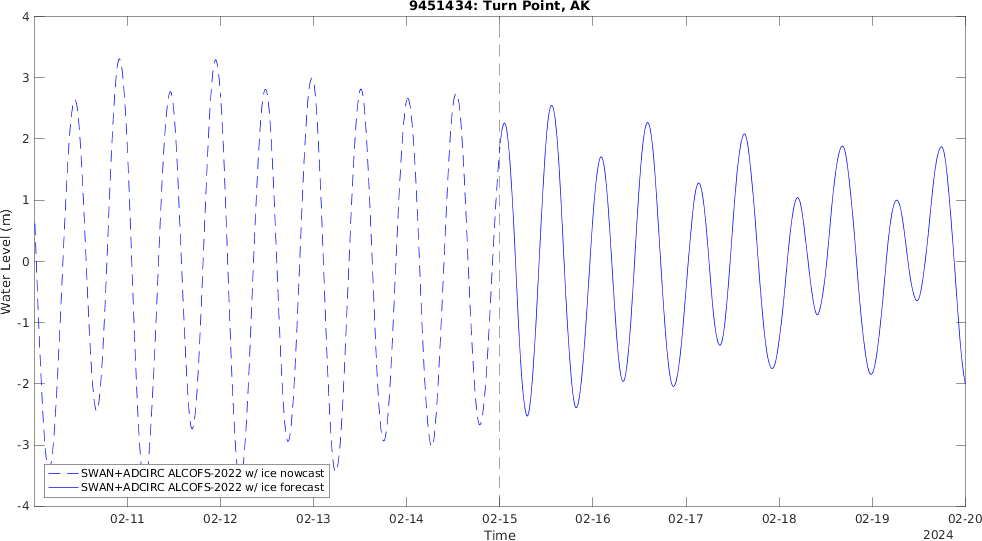 9451434: Turn Point, AK
4
3
2
1
0
-1
-2
-3
-4
Water Level (m)
SWAN+ADCIRC ALCOFS-2022 w/ ice nowcast
SWAN+ADCIRC ALCOFS-2022 w/ ice forecast
02-11 02-12 02-13 02-14 02-15 02-16 02-17 02-18 02-19 02-20
Time
2024